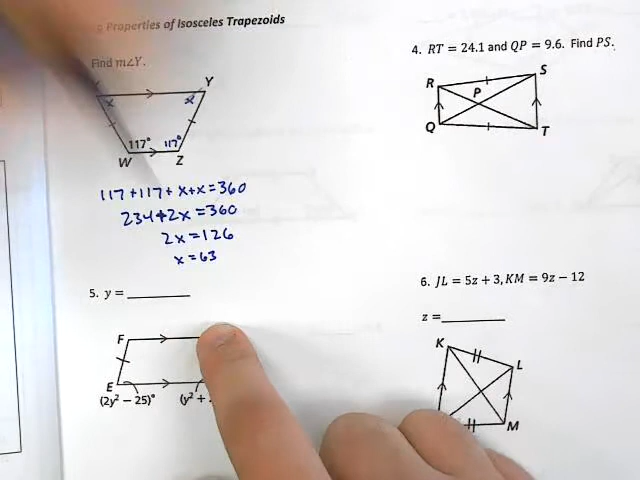 Properties of Isosceles Trapezoids
Find m∠Y.
Y
x x
117° 117°
W Z
117+117+x+x=360
234+2x=360
2x=126
x=63
4. RT = 24.1 and QP = 9.6. Find PS.
R S
P
Q T
5. y = ________
F
E
(2y² − 25)° (y² +
6. JL = 5z + 3, KM = 9z − 12
z = ________
K
L
M